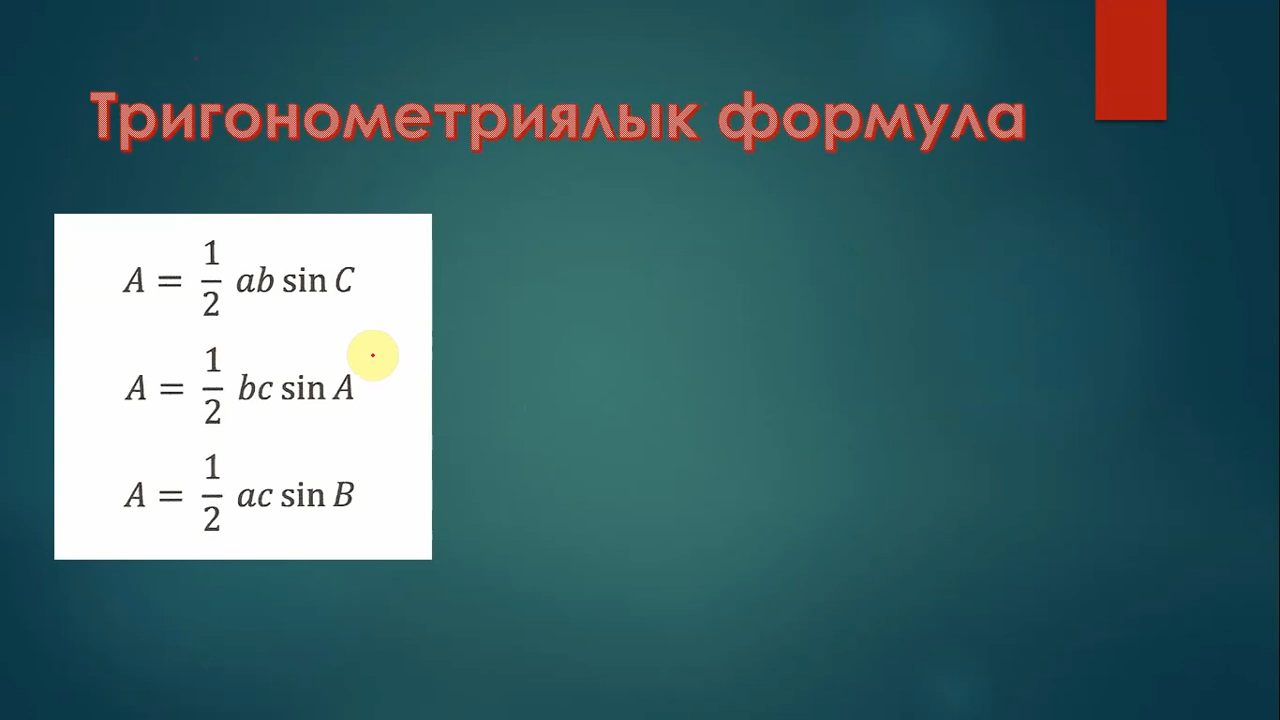 Тригонометриялык формула
A = 1/2 ab sin C
A = 1/2 bc sin A
A = 1/2 ac sin B